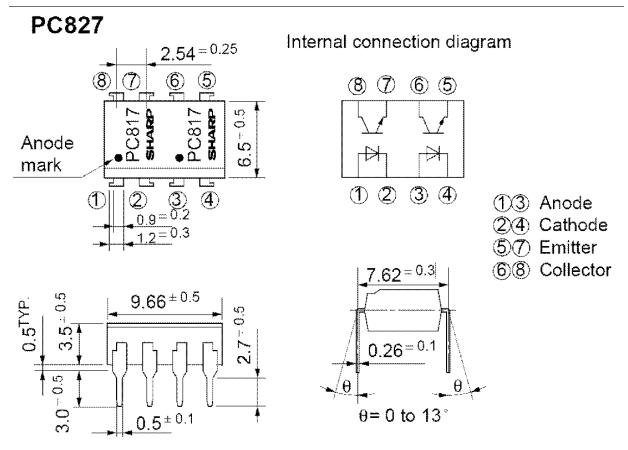 PC827
2.54 ± 0.25
Internal connection diagram
⑧ ⑦ ⑥ ⑤
⑧ ⑦ ⑥ ⑤
Anode
mark
PC817
SHARP
PC817
SHARP
6.5 ± 0.5
① ② ③ ④
① ② ③ ④
0.9 ± 0.2
1.2 ± 0.3
①③ Anode
②④ Cathode
⑤⑦ Emitter
⑥⑧ Collector
9.66 ± 0.5
7.62 ± 0.3
0.5TYP.
3.5 ± 0.5
2.7 ± 0.5
0.26 ± 0.1
3.0 ± 0.5
0.5 ± 0.1
θ θ
θ= 0 to 13°